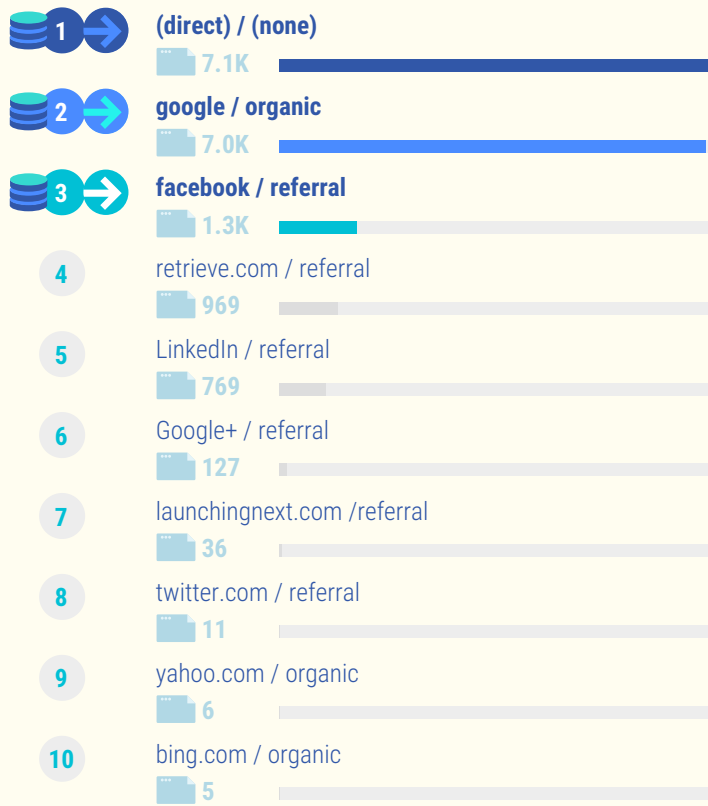 1 (direct) / (none)
7.1K
2 google / organic
7.0K
3 facebook / referral
1.3K
4 retrieve.com / referral
969
5 LinkedIn / referral
769
6 Google+ / referral
127
7 launchingnext.com /referral
36
8 twitter.com / referral
11
9 yahoo.com / organic
6
10 bing.com / organic
5